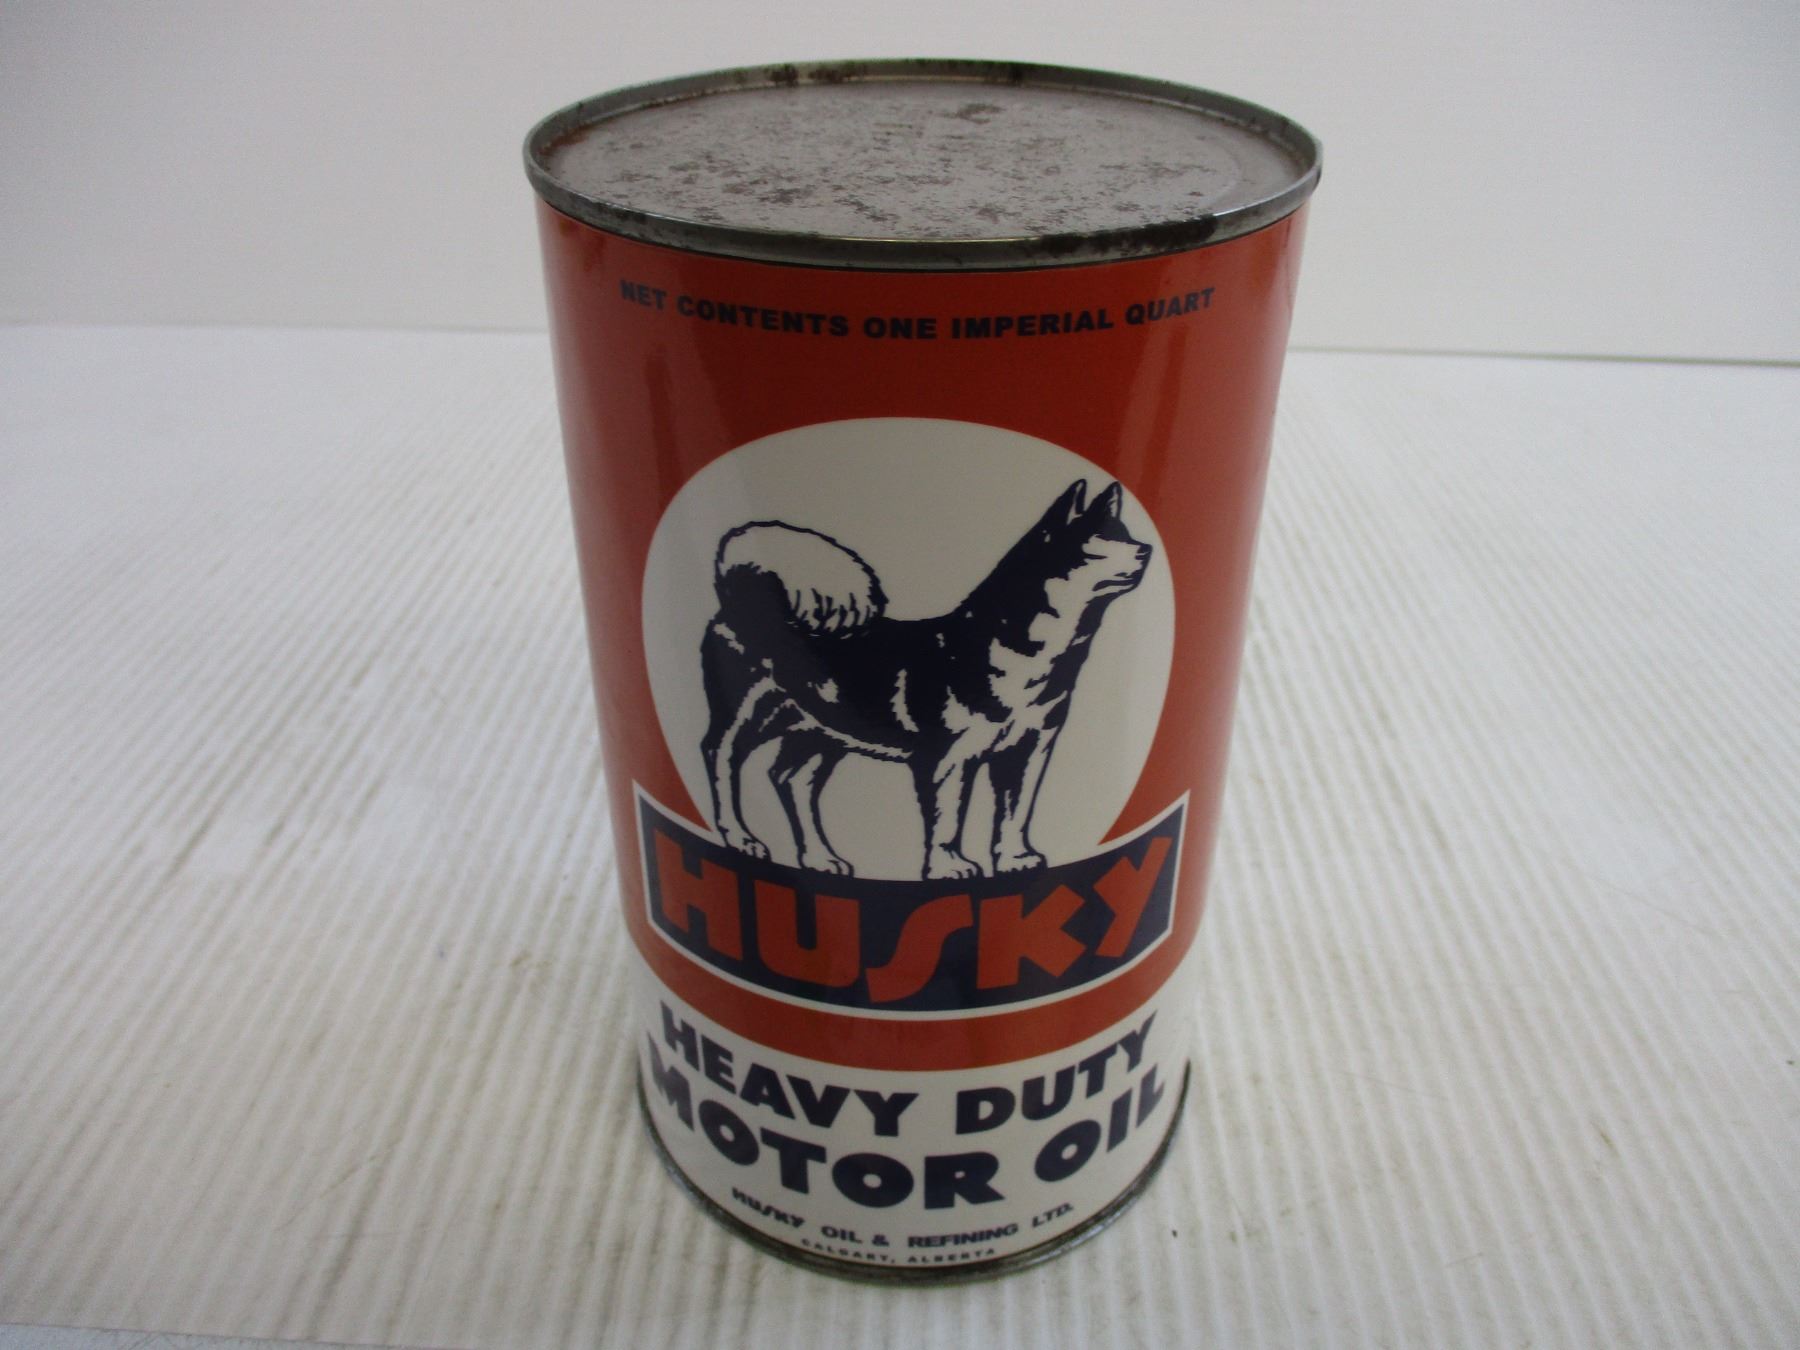 NET CONTENTS ONE IMPERIAL QUART
HUSKY
HEAVY DUTY
MOTOR OIL
HUSKY OIL & REFINING LTD.
CALGARY, ALBERTA